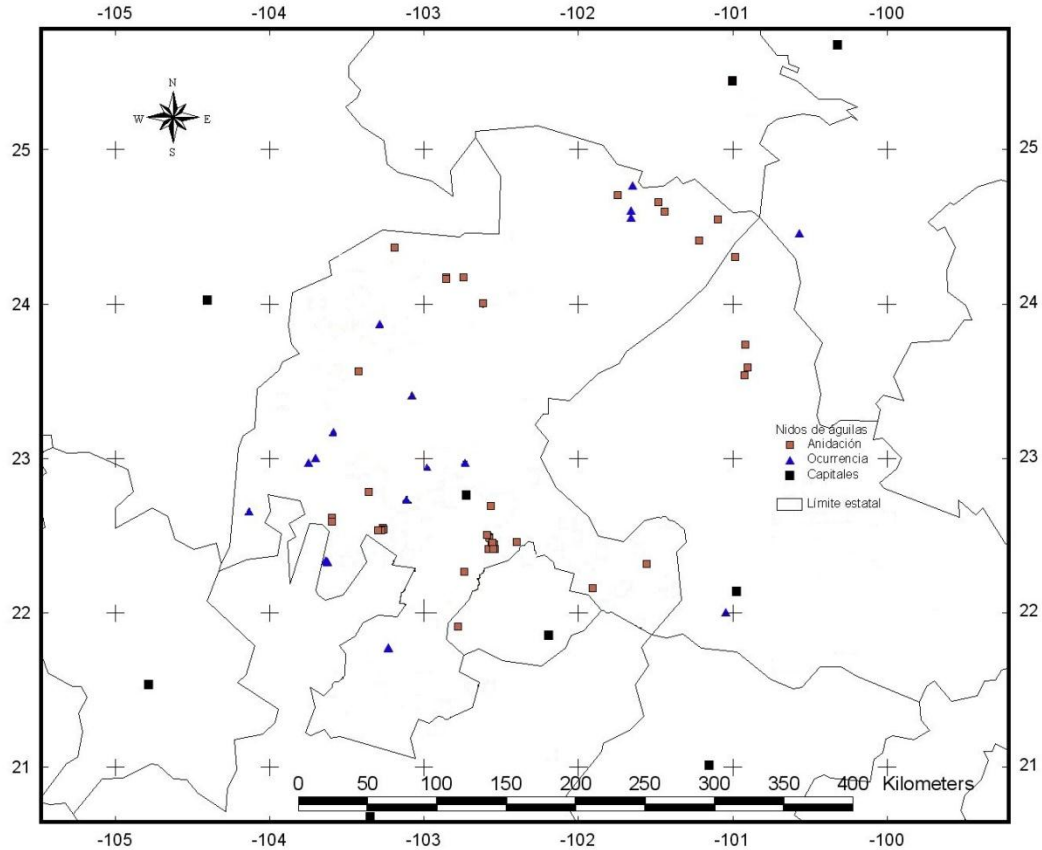 -105 -104 -103 -102 -101 -100
N
W E
S
25 25
24 24
23 23
Nidos de águilas
Anidación
Ocurrencia
Capitales
Límite estatal
22 22
21 21
0 50 100 150 200 250 300 350 400 Kilometers
-105 -104 -103 -102 -101 -100